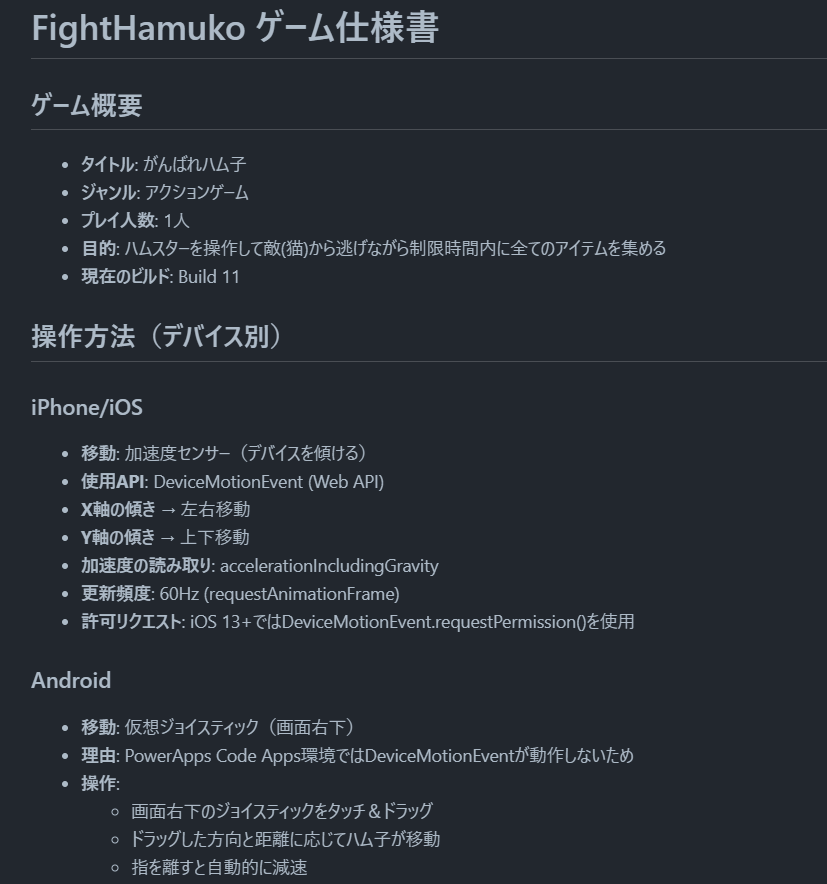 FightHamuko ゲーム仕様書
ゲーム概要
• タイトル: がんばれハム子
• ジャンル: アクションゲーム
• プレイ人数: 1人
• 目的: ハムスターを操作して敵(猫)から逃げながら制限時間内に全てのアイテムを集める
• 現在のビルド: Build 11
操作方法（デバイス別）
iPhone/iOS
• 移動: 加速度センサー（デバイスを傾ける）
• 使用API: DeviceMotionEvent (Web API)
• X軸の傾き → 左右移動
• Y軸の傾き → 上下移動
• 加速度の読み取り: accelerationIncludingGravity
• 更新頻度: 60Hz (requestAnimationFrame)
• 許可リクエスト: iOS 13+ではDeviceMotionEvent.requestPermission()を使用
Android
• 移動: 仮想ジョイスティック（画面右下）
• 理由: PowerApps Code Apps環境ではDeviceMotionEventが動作しないため
• 操作:
◦ 画面右下のジョイスティックをタッチ＆ドラッグ
◦ ドラッグした方向と距離に応じてハム子が移動
◦ 指を離すと自動的に減速